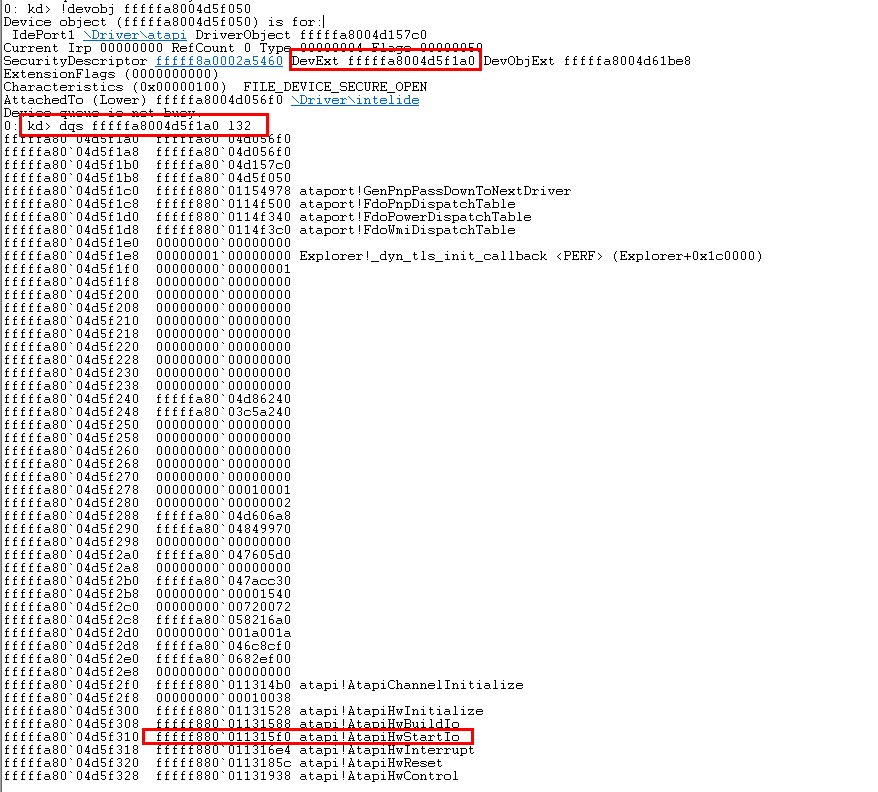 0: kd> !devobj fffffa8004d5f050
Device object (fffffa8004d5f050) is for:
IdePort1 \Driver\atapi DriverObject fffffa8004d157c0
Current Irp 00000000 RefCount 0 Type 00000004 Flags 00000050
SecurityDescriptor fffff8a0002a5460 DevExt fffffa8004d5f1a0 DevObjExt fffffa8004d61be8
ExtensionFlags (0000000000)
Characteristics (0x00000100) FILE_DEVICE_SECURE_OPEN
AttachedTo (Lower) fffffa8004d056f0 \Driver\intelide
Device queue is not busy.
0: kd> dqs fffffa8004d5f1a0 l32
fffffa80`04d5f1a0 fffffa80`04d056f0
fffffa80`04d5f1a8 fffffa80`04d056f0
fffffa80`04d5f1b0 fffffa80`04d157c0
fffffa80`04d5f1b8 fffffa80`04d5f050
fffffa80`04d5f1c0 fffff880`01154978 ataport!GenPnpPassDownToNextDriver
fffffa80`04d5f1c8 fffff880`0114f500 ataport!FdoPnpDispatchTable
fffffa80`04d5f1d0 fffff880`0114f340 ataport!FdoPowerDispatchTable
fffffa80`04d5f1d8 fffff880`0114f3c0 ataport!FdoWmiDispatchTable
fffffa80`04d5f1e0 00000000`00000000
fffffa80`04d5f1e8 00000001`00000000 Explorer!_dyn_tls_init_callback <PERF> (Explorer+0x1c0000)
fffffa80`04d5f1f0 00000000`00000001
fffffa80`04d5f1f8 00000000`00000000
fffffa80`04d5f200 00000000`00000000
fffffa80`04d5f208 00000000`00000000
fffffa80`04d5f210 00000000`00000000
fffffa80`04d5f218 00000000`00000000
fffffa80`04d5f220 00000000`00000000
fffffa80`04d5f228 00000000`00000000
fffffa80`04d5f230 00000000`00000000
fffffa80`04d5f238 00000000`00000000
fffffa80`04d5f240 fffffa80`04d86240
fffffa80`04d5f248 fffffa80`03c5a240
fffffa80`04d5f250 00000000`00000000
fffffa80`04d5f258 00000000`00000000
fffffa80`04d5f260 00000000`00000000
fffffa80`04d5f268 00000000`00000000
fffffa80`04d5f270 00000000`00000000
fffffa80`04d5f278 00000000`00010001
fffffa80`04d5f280 00000000`00000002
fffffa80`04d5f288 fffffa80`04d606a8
fffffa80`04d5f290 fffffa80`04849970
fffffa80`04d5f298 00000000`00000000
fffffa80`04d5f2a0 fffffa80`047605d0
fffffa80`04d5f2a8 00000000`00000000
fffffa80`04d5f2b0 fffffa80`047acc30
fffffa80`04d5f2b8 00000000`00001540
fffffa80`04d5f2c0 00000000`00720072
fffffa80`04d5f2c8 fffffa80`058216a0
fffffa80`04d5f2d0 00000000`001a001a
fffffa80`04d5f2d8 fffffa80`046c8cf0
fffffa80`04d5f2e0 fffffa80`0682ef00
fffffa80`04d5f2e8 00000000`00000000
fffffa80`04d5f2f0 fffff880`011314b0 atapi!AtapiChannelInitialize
fffffa80`04d5f2f8 00000000`00010038
fffffa80`04d5f300 fffff880`01131528 atapi!AtapiHwInitialize
fffffa80`04d5f308 fffff880`01131588 atapi!AtapiHwBuildIo
fffffa80`04d5f310 fffff880`011315f0 atapi!AtapiHwStartIo
fffffa80`04d5f318 fffff880`011316e4 atapi!AtapiHwInterrupt
fffffa80`04d5f320 fffff880`0113185c atapi!AtapiHwReset
fffffa80`04d5f328 fffff880`01131938 atapi!AtapiHwControl